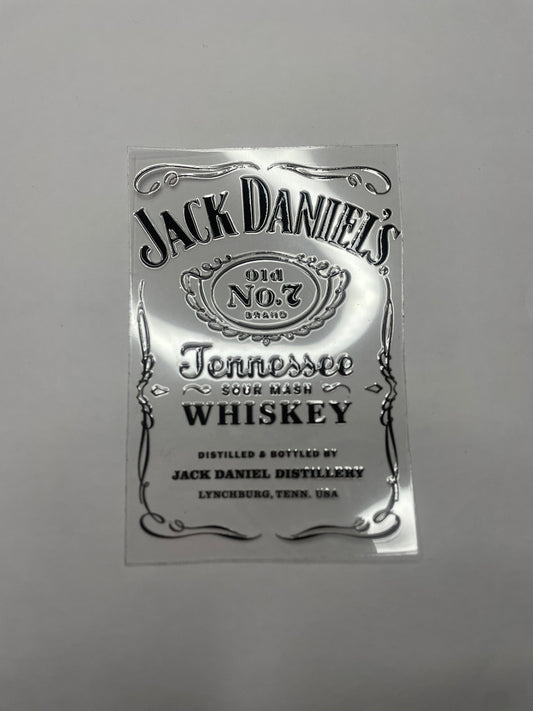 JACK DANIEL'S
Old
No.7
BRAND
Tennessee
SOUR MASH
WHISKEY
DISTILLED & BOTTLED BY
JACK DANIEL DISTILLERY
LYNCHBURG, TENN. USA